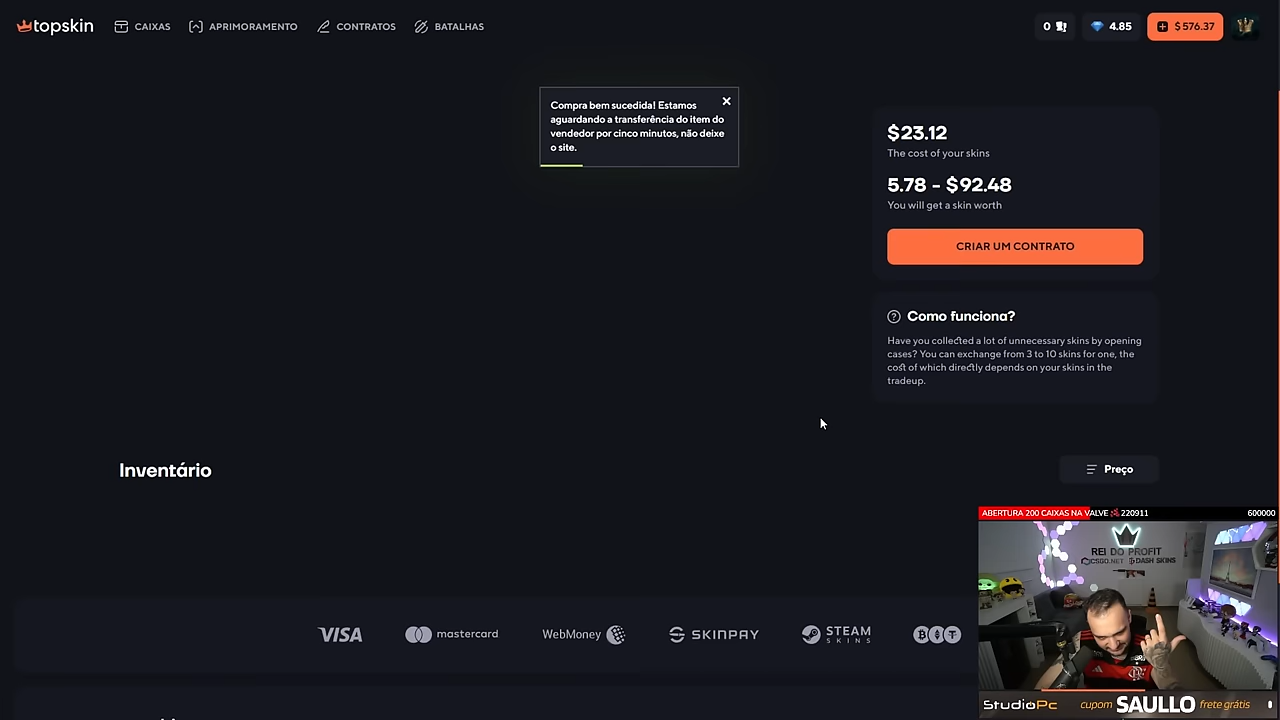 topskin
CAIXAS
APRIMORAMENTO
CONTRATOS
BATALHAS
0
4.85
$ 576.37
Compra bem sucedida! Estamos
aguardando a transferência do item do
vendedor por cinco minutos, não deixe
o site.
$23.12
The cost of your skins
5.78 - $92.48
You will get a skin worth
CRIAR UM CONTRATO
Como funciona?
Have you collected a lot of unnecessary skins by opening
cases? You can exchange from 3 to 10 skins for one, the
cost of which directly depends on your skins in the
tradeup.
Inventário
Preço
ABERTURA 200 CAIXAS NA VALVE 220911
600000
REI DO PROFIT
CSGO.NET DASH SKINS
VISA
mastercard
WebMoney
SKINPAY
STEAM
SKINS
StudioPc
cupom SAULLO frete grátis